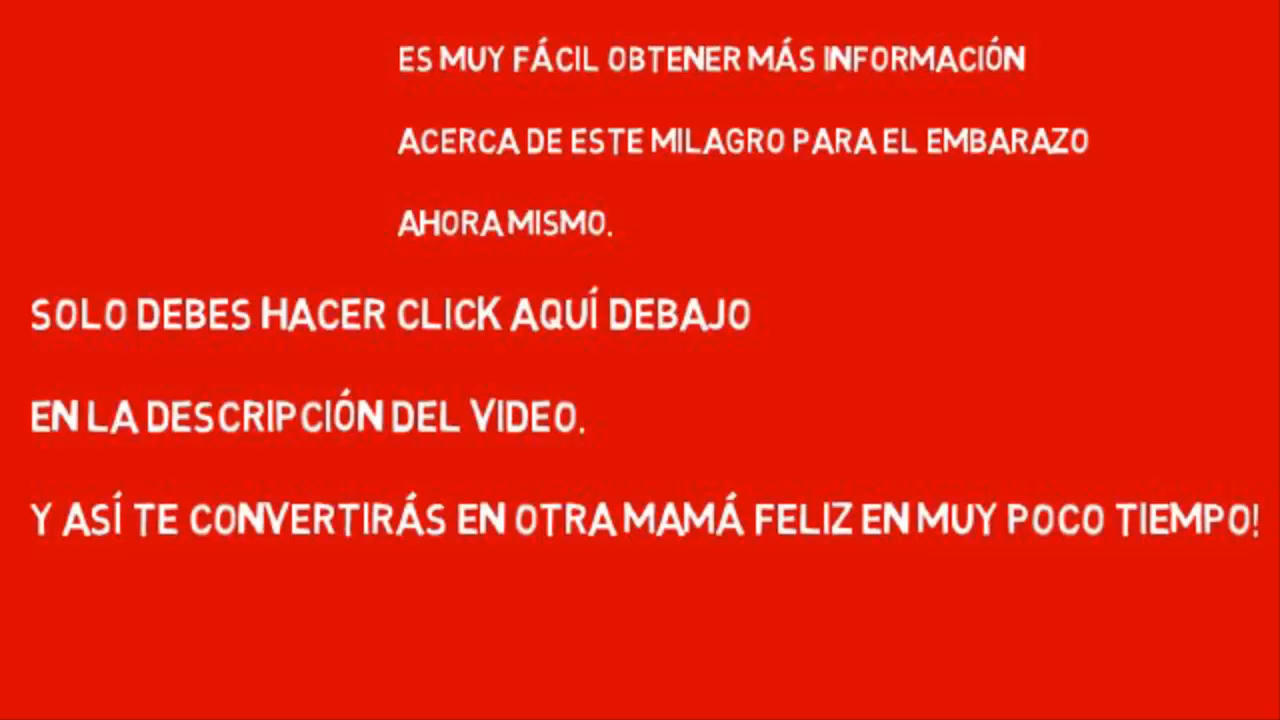 ES MUY FÁCIL OBTENER MÁS INFORMACIÓN
ACERCA DE ESTE MILAGRO PARA EL EMBARAZO
AHORA MISMO.
SOLO DEBES HACER CLICK AQUÍ DEBAJO
EN LA DESCRIPCIÓN DEL VIDEO.
Y ASÍ TE CONVERTIRÁS EN OTRA MAMÁ FELIZ EN MUY POCO TIEMPO!